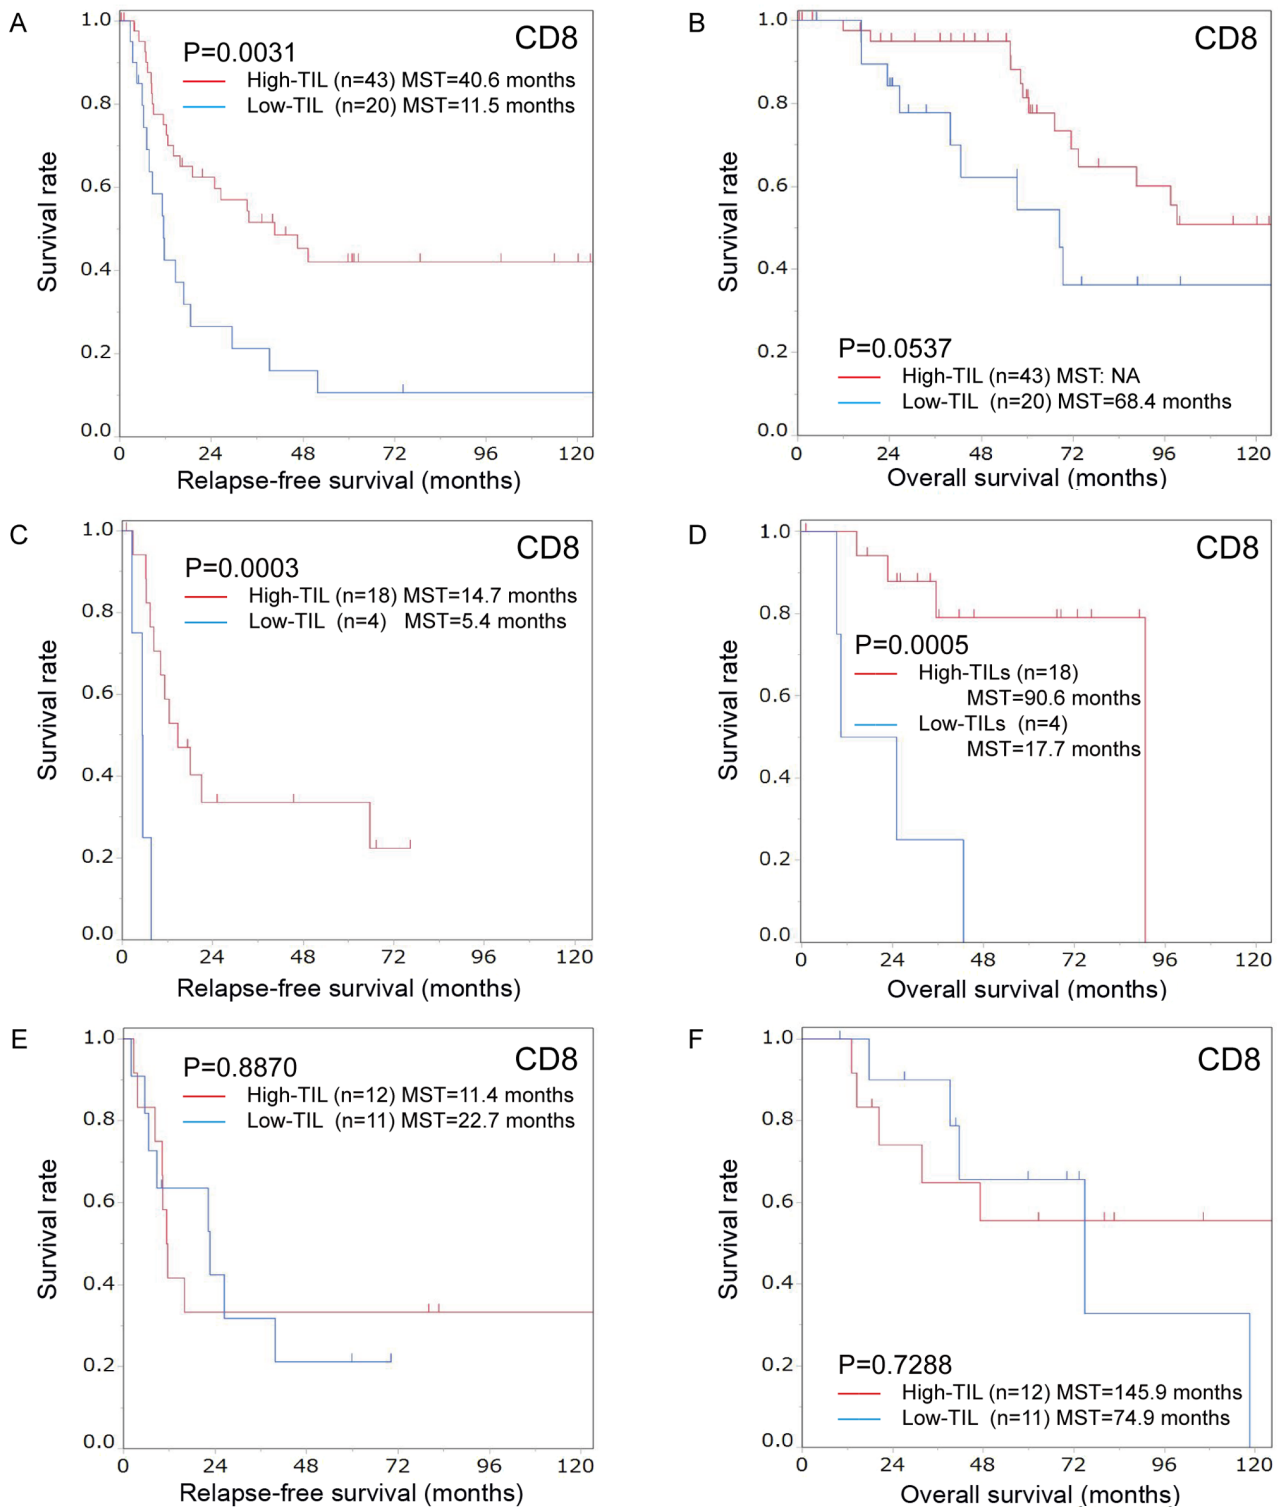 A
CD8
P=0.0031
High-TIL (n=43) MST=40.6 months
Low-TIL (n=20) MST=11.5 months
Survival rate
1.0
0.8
0.6
0.4
0.2
0.0
0 24 48 72 96 120
Relapse-free survival (months)
B
CD8
P=0.0537
High-TIL (n=43) MST: NA
Low-TIL (n=20) MST=68.4 months
Survival rate
1.0
0.8
0.6
0.4
0.2
0.0
0 24 48 72 96 120
Overall survival (months)
C
CD8
P=0.0003
High-TIL (n=18) MST=14.7 months
Low-TIL (n=4) MST=5.4 months
Survival rate
1.0
0.8
0.6
0.4
0.2
0.0
0 24 48 72 96 120
Relapse-free survival (months)
D
CD8
P=0.0005
High-TILs (n=18)
MST=90.6 months
Low-TILs (n=4)
MST=17.7 months
Survival rate
1.0
0.8
0.6
0.4
0.2
0.0
0 24 48 72 96 120
Overall survival (months)
E
CD8
P=0.8870
High-TIL (n=12) MST=11.4 months
Low-TIL (n=11) MST=22.7 months
Survival rate
1.0
0.8
0.6
0.4
0.2
0.0
0 24 48 72 96 120
Relapse-free survival (months)
F
CD8
P=0.7288
High-TIL (n=12) MST=145.9 months
Low-TIL (n=11) MST=74.9 months
Survival rate
1.0
0.8
0.6
0.4
0.2
0.0
0 24 48 72 96 120
Overall survival (months)